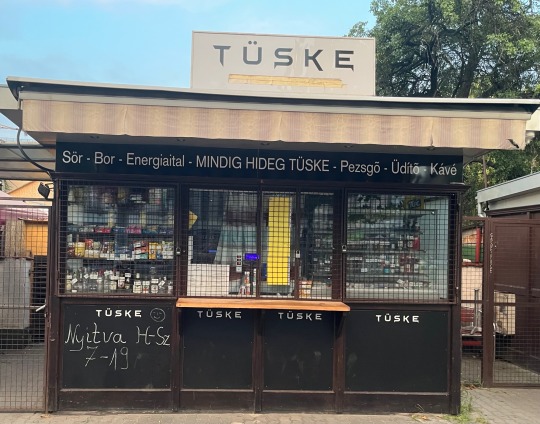 TÜSKE
Sör - Bor - Energiaital - MINDIG HIDEG TÜSKE - Pezsgő - Üdítő - Kávé
TÜSKE
TÜSKE
TÜSKE
TÜSKE
Nyitva H-Sz
7-19